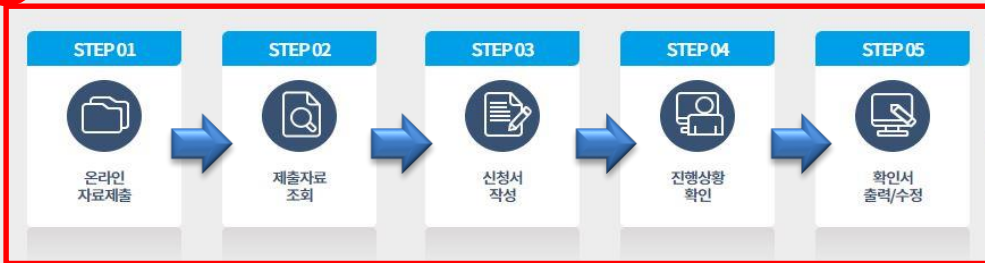 STEP 01
온라인
자료제출
STEP 02
제출자료
조회
STEP 03
신청서
작성
STEP 04
진행상황
확인
STEP 05
확인서
출력/수정